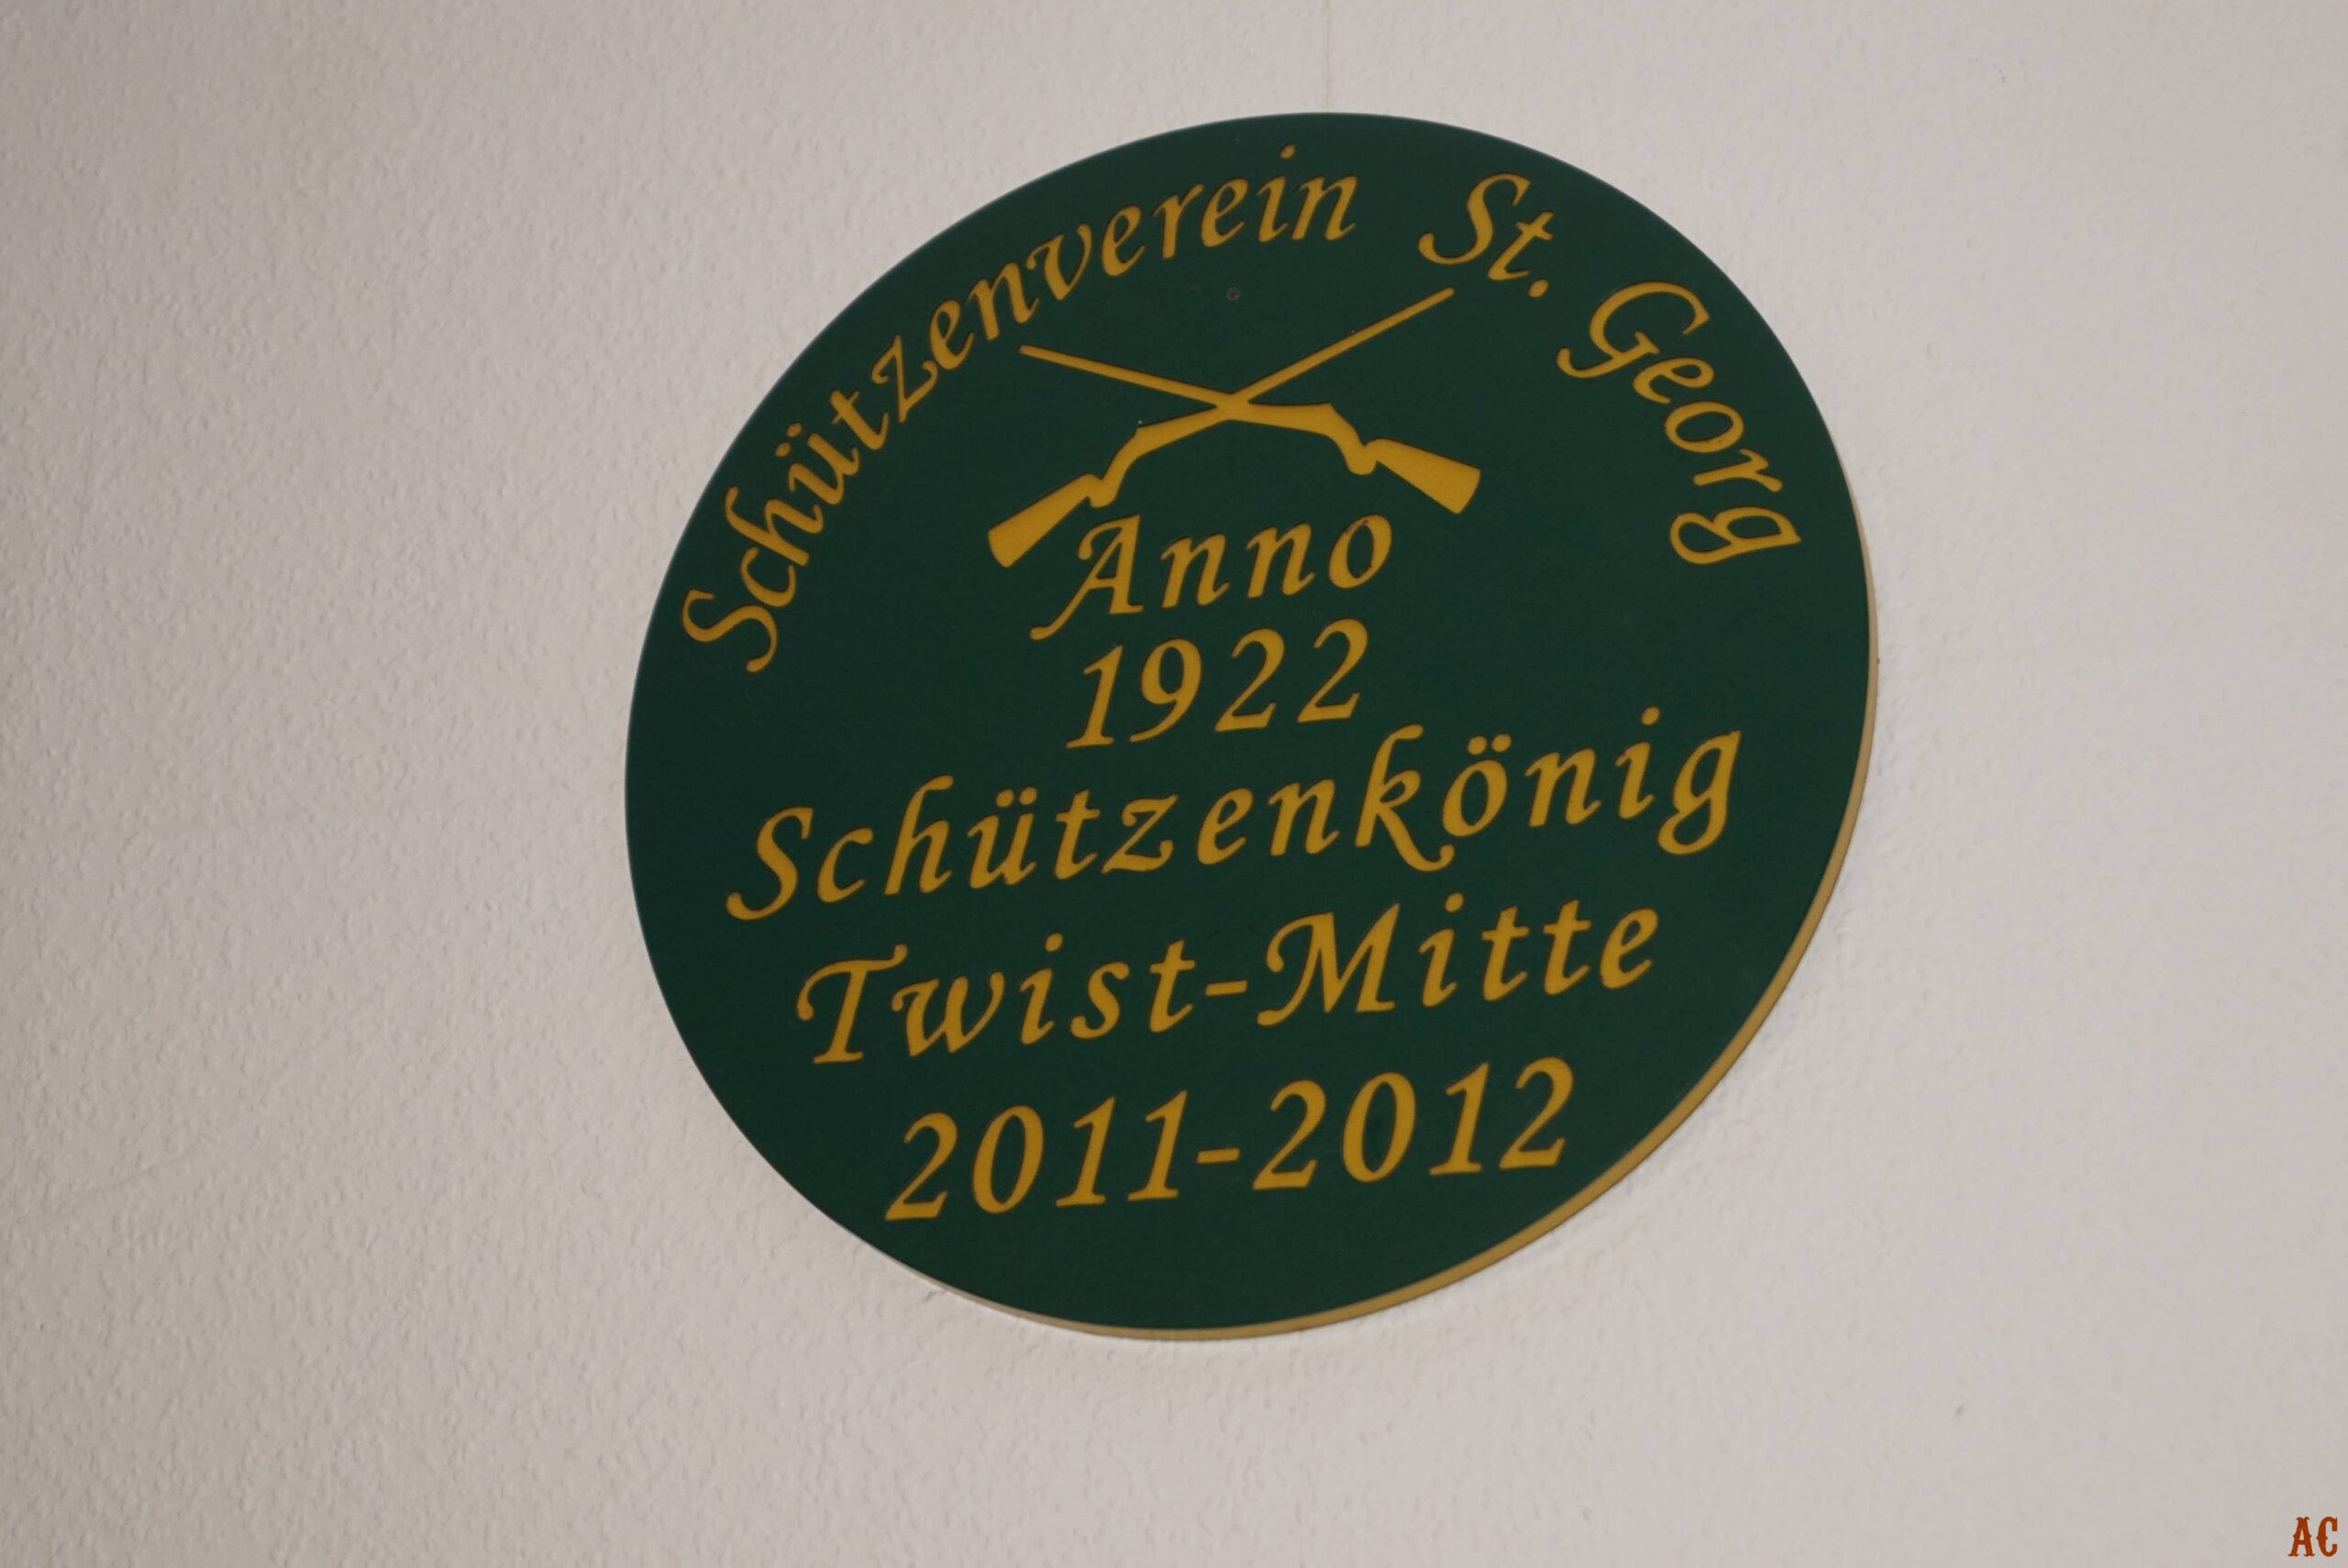 Schützenverein St. Georg
Anno
1922
Schützenkönig
Twist-Mitte
2011-2012
AC